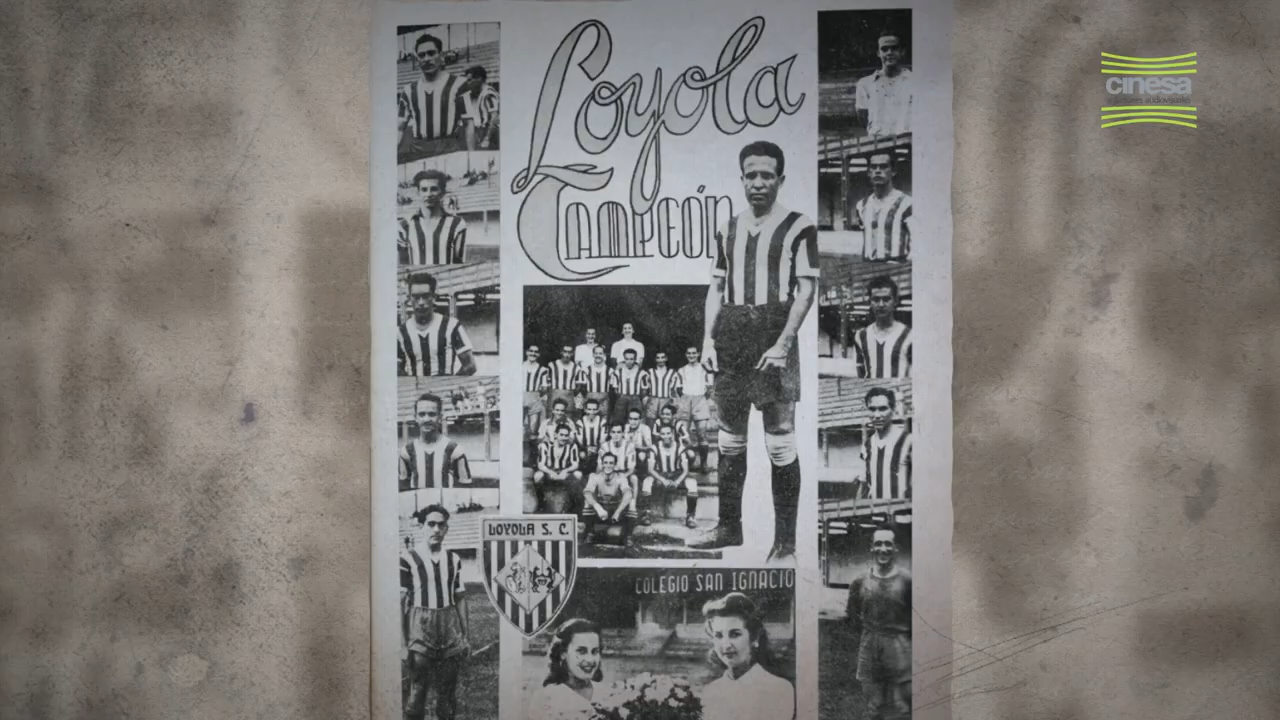 Loyola
CAMPEÓN
cinesa
LOYOLA S. C.
COLEGIO SAN IGNACIO